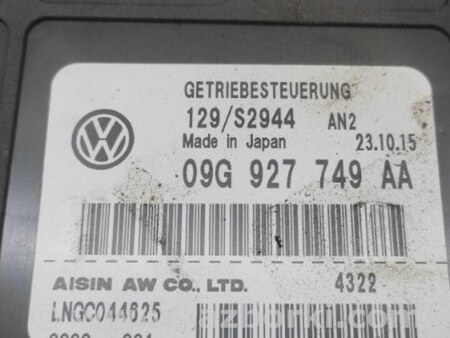 GETRIEBESTEUERUNG
129/S2944 AN2
Made in Japan 23.10.15
09G 927 749 AA
AISIN AW CO., LTD. 4322
LNGC044625